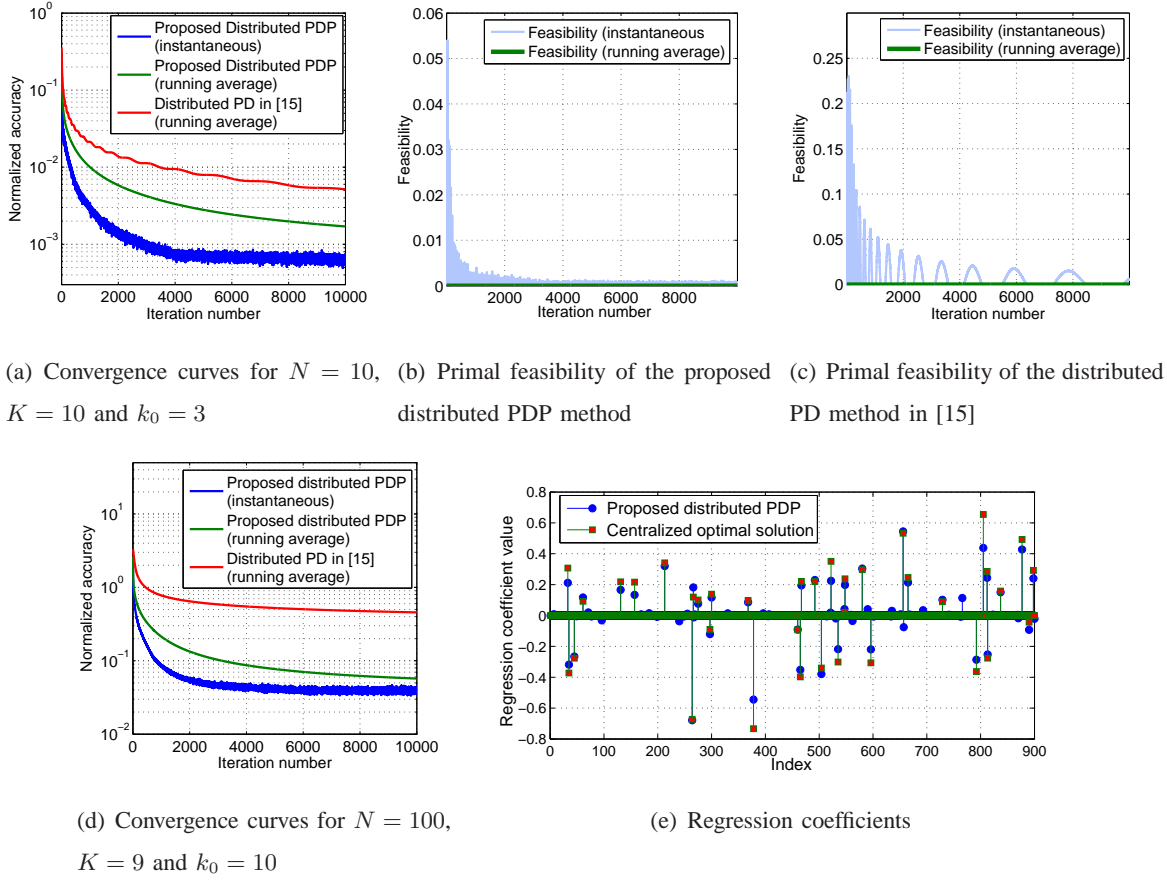 10⁰
10⁻¹
10⁻²
10⁻³
Normalized accuracy
Proposed Distributed PDP
(instantaneous)
Proposed Distributed PDP
(running average)
Distributed PD in [15]
(running average)
0 2000 4000 6000 8000 10000
Iteration number
0.06
0.05
0.04
0.03
0.02
0.01
0
Feasibility
Feasibility (instantaneous
Feasibility (running average)
2000 4000 6000 8000
Iteration number
0.25
0.2
0.15
0.1
0.05
0
Feasibility
Feasibility (instantaneous)
Feasibility (running average)
2000 4000 6000 8000
Iteration number
(a) Convergence curves for N = 10,
K = 10 and k₀ = 3
(b) Primal feasibility of the proposed
distributed PDP method
(c) Primal feasibility of the distributed
PD method in [15]
10¹
10⁰
10⁻¹
10⁻²
Normalized accuracy
Proposed distributed PDP
(instantaneous)
Proposed distributed PDP
(running average)
Distributed PD in [15]
(running average)
0 2000 4000 6000 8000 10000
Iteration number
0.8
0.6
0.4
0.2
0
−0.2
−0.4
−0.6
−0.8
Regression coefficient value
Proposed distributed PDP
Centralized optimal solution
0 100 200 300 400 500 600 700 800 900
Index
(d) Convergence curves for N = 100,
K = 9 and k₀ = 10
(e) Regression coefficients